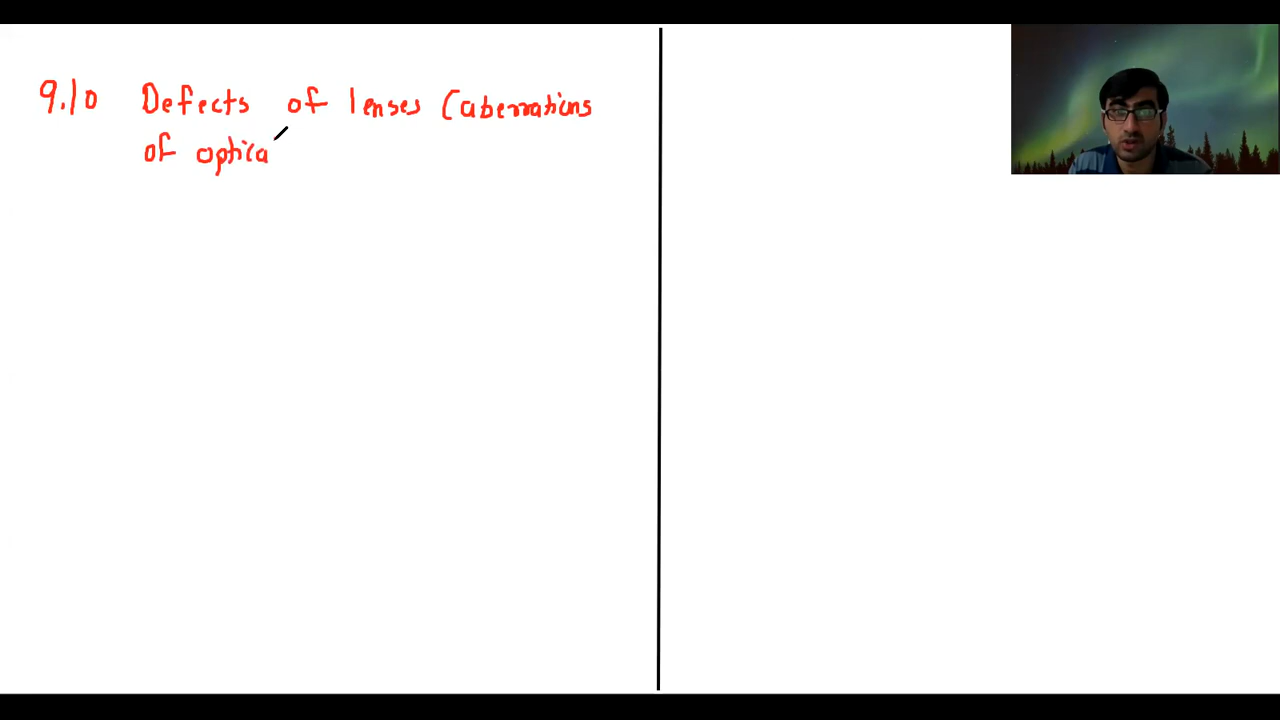 9.10 Defects of lenses (aberrations
of optica